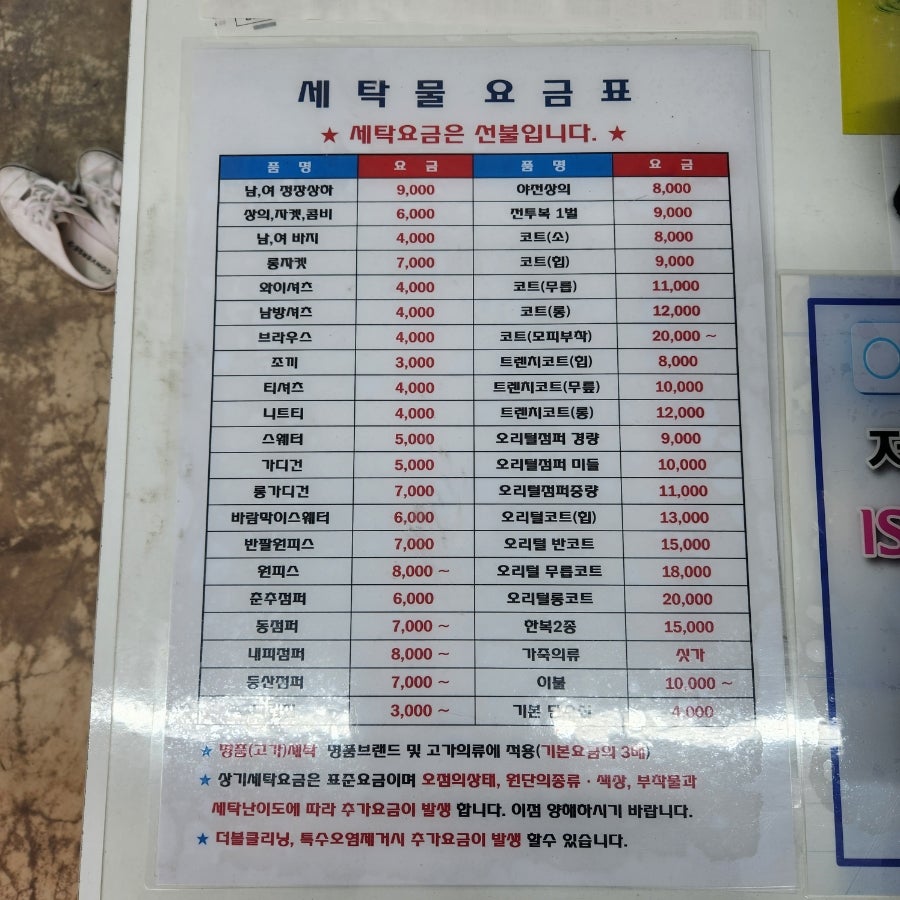 세탁물 요금표
★ 세탁요금은 선불입니다. ★
품 명 요 금 품 명 요 금
남,여 정장상하 9,000 야전상의 8,000
상의,자켓,콤비 6,000 전투복 1벌 9,000
남,여 바지 4,000 코트(소) 8,000
롱자켓 7,000 코트(힙) 9,000
와이셔츠 4,000 코트(무릎) 11,000
남방셔츠 4,000 코트(롱) 12,000
브라우스 4,000 코트(모피부착) 20,000 ~
조끼 3,000 트렌치코트(힙) 8,000
티셔츠 4,000 트렌치코트(무릎) 10,000
니트티 4,000 트렌치코트(롱) 12,000
스웨터 5,000 오리털점퍼 경량 9,000
가디건 5,000 오리털점퍼 미들 10,000
롱가디건 7,000 오리털점퍼중량 11,000
바람막이스웨터 6,000 오리털코트(힙) 13,000
반팔원피스 7,000 오리털 반코트 15,000
원피스 8,000 ~ 오리털 무릅코트 18,000
춘추점퍼 6,000 오리털롱코트 20,000
동점퍼 7,000 ~ 한복2종 15,000
내피점퍼 8,000 ~ 가죽의류 싯가
등산점퍼 7,000 ~ 이불 10,000 ~
3,000 ~ 기본 4,000
★ 명품(고가)세탁 명품브랜드 및 고가의류에 적용(기본요금의 3배)
★ 상기세탁요금은 표준요금이며 오점의상태, 원단의종류 · 색상, 부착물과
세탁난이도에 따라 추가요금이 발생 합니다. 이점 양해하시기 바랍니다.
★ 더블클리닝, 특수오염제거시 추가요금이 발생 할수 있습니다.
CONVERSE
IS